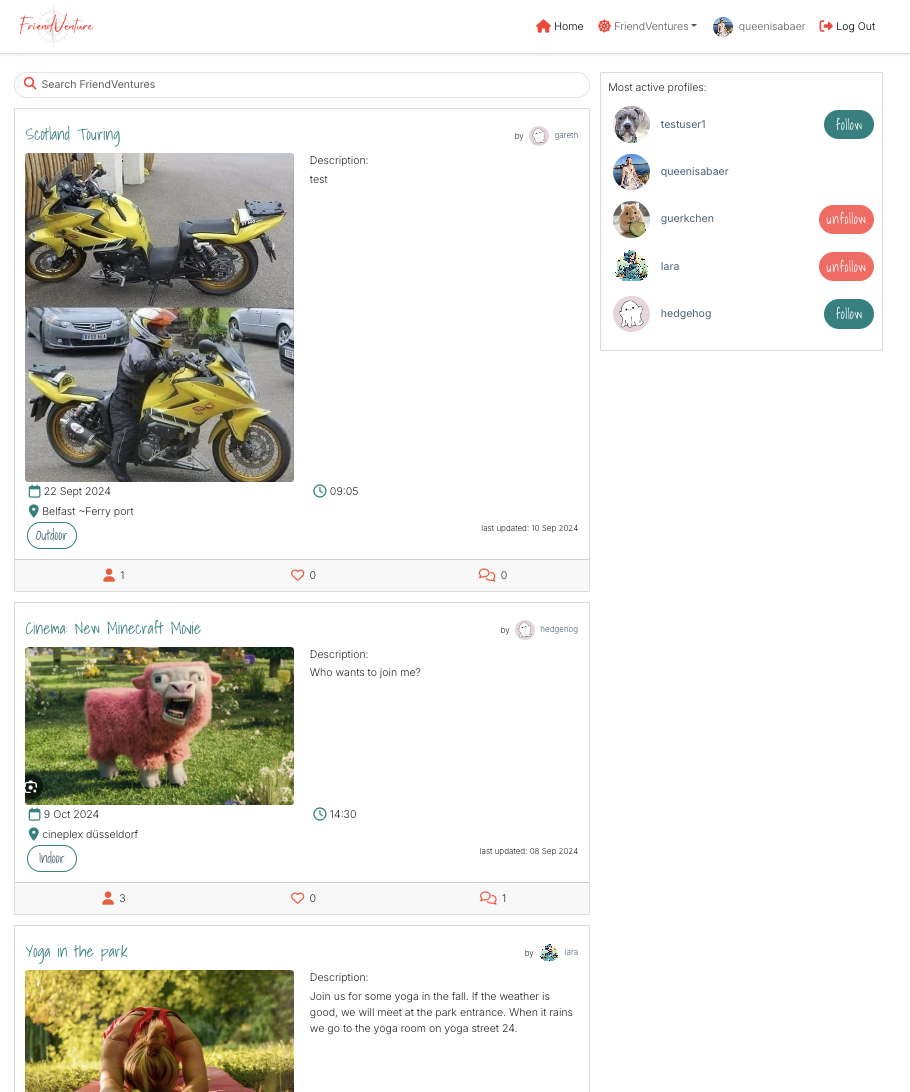 FriendVenture
Home
FriendVentures
queenisabaer
Log Out
Search FriendVentures
Most active profiles:
testuser1
follow
queenisabaer
guerkchen
unfollow
lara
unfollow
hedgehog
follow
Scotland Touring
by gareth
Description:
test
22 Sept 2024
09:05
Belfast ~Ferry port
Outdoor
last updated: 10 Sep 2024
1
0
0
Cinema: New Minecraft Movie
by hedgehog
Description:
Who wants to join me?
9 Oct 2024
14:30
cineplex düsseldorf
Indoor
last updated: 08 Sep 2024
3
0
1
Yoga in the park
by lara
Description:
Join us for some yoga in the fall. If the weather is
good, we will meet at the park entrance. When it rains
we go to the yoga room on yoga street 24.